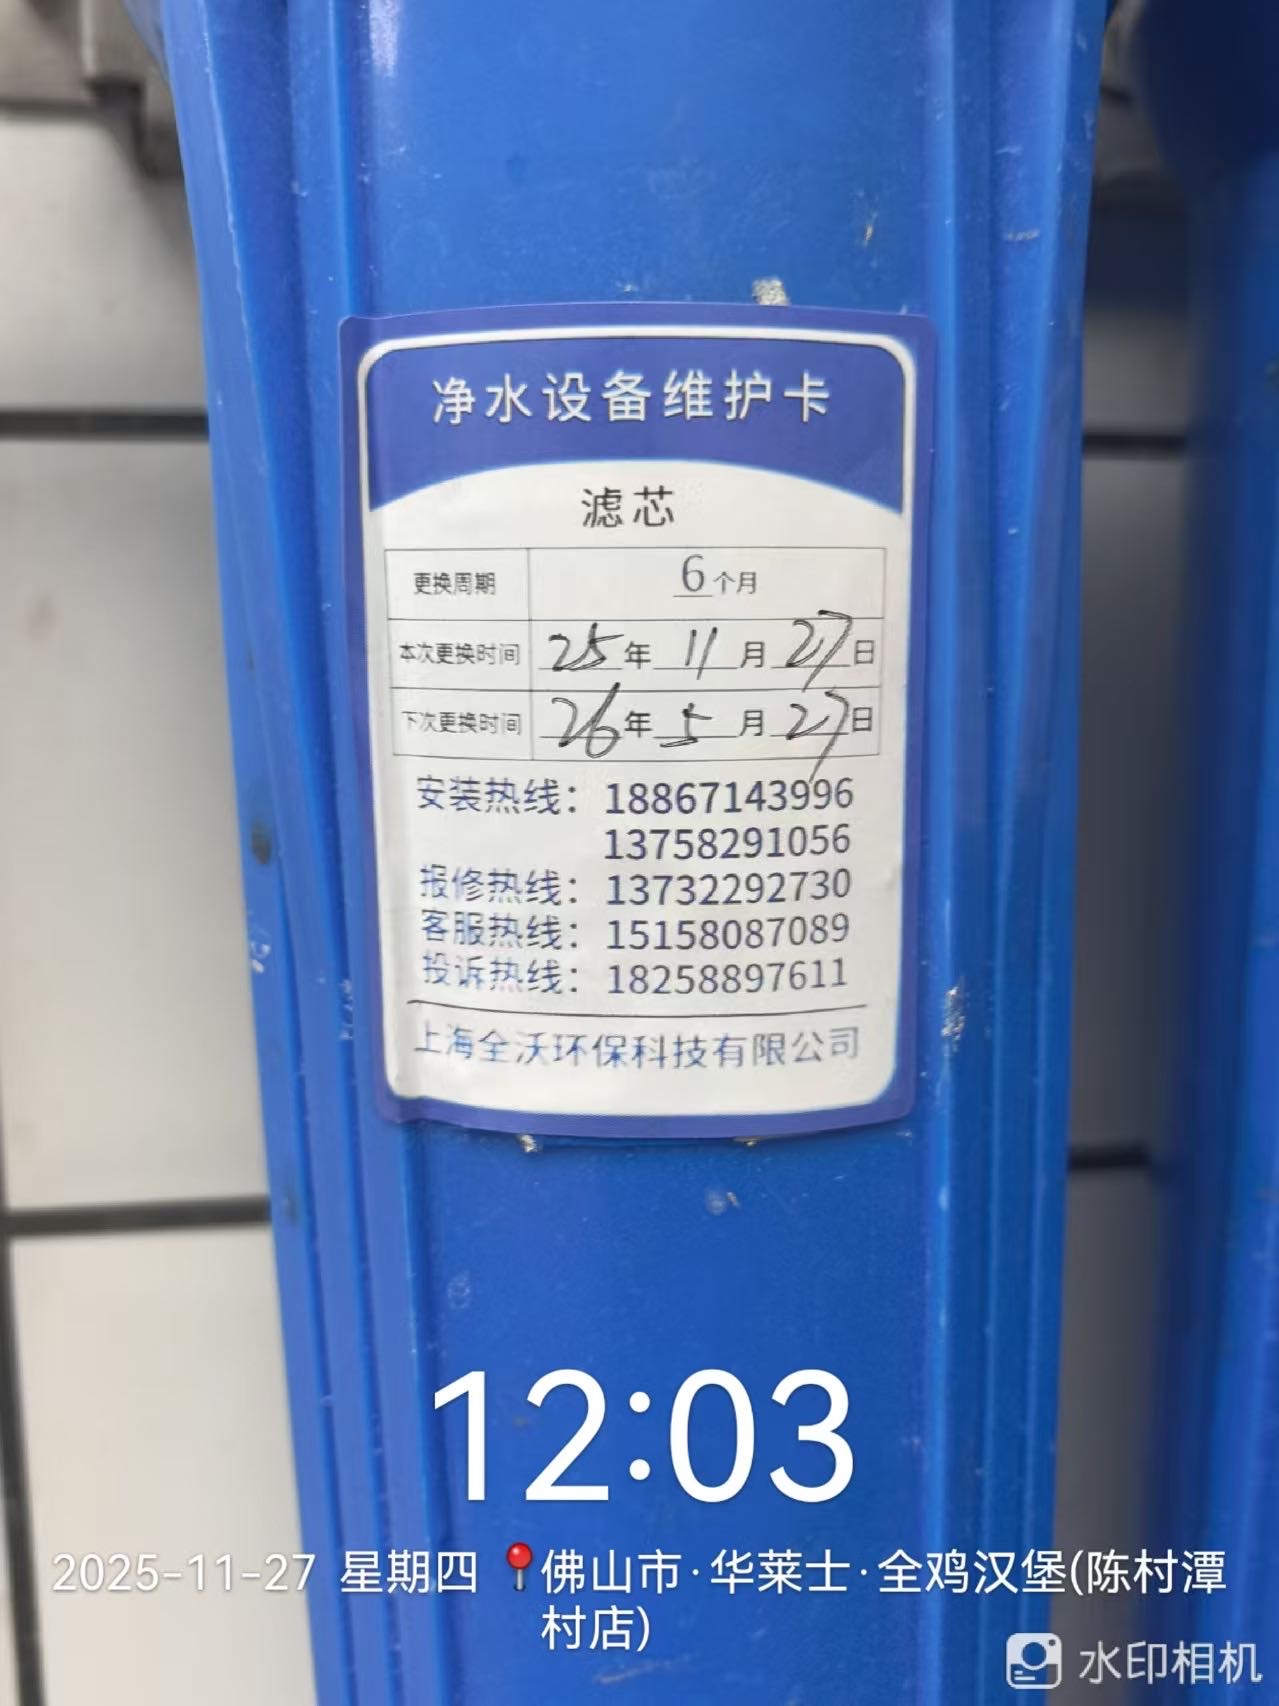 净水设备维护卡
滤芯
更换周期 6个月
本次更换时间 25年11月27日
下次更换时间 26年5月27日
安装热线：18867143996
13758291056
报修热线：13732292730
客服热线：15158087089
投诉热线：18258897611
上海全沃环保科技有限公司
12:03
2025-11-27 星期四 📍佛山市·华莱士·全鸡汉堡(陈村潭
村店)
水印相机